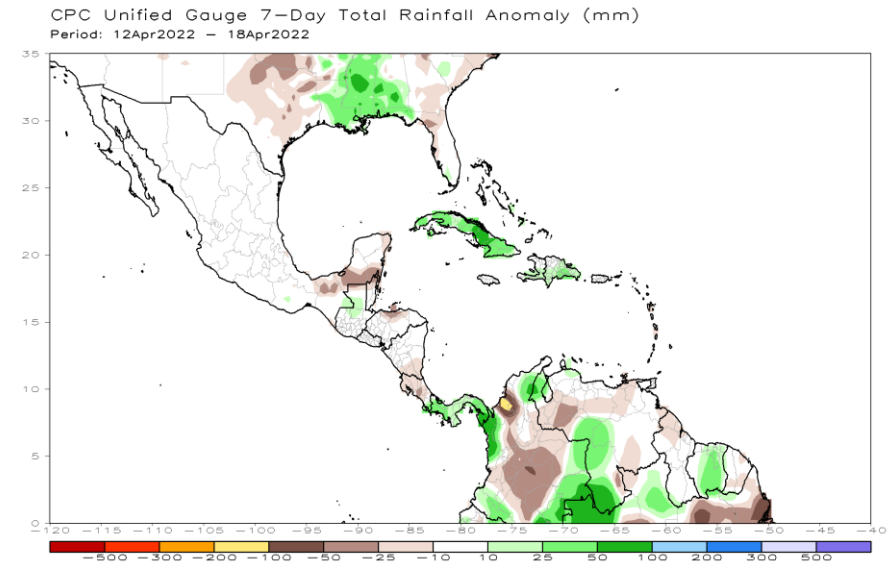 CPC Unified Gauge 7-Day Total Rainfall Anomaly (mm)
Period: 12Apr2022 - 18Apr2022
35
30
25
20
15
10
5
0
-120 -115 -110 -105 -100 -95 -90 -85 -80 -75 -70 -65 -60 -55 -50 -45 -40
-500 -300 -200 -100 -50 -25 -10 10 25 50 100 200 300 500